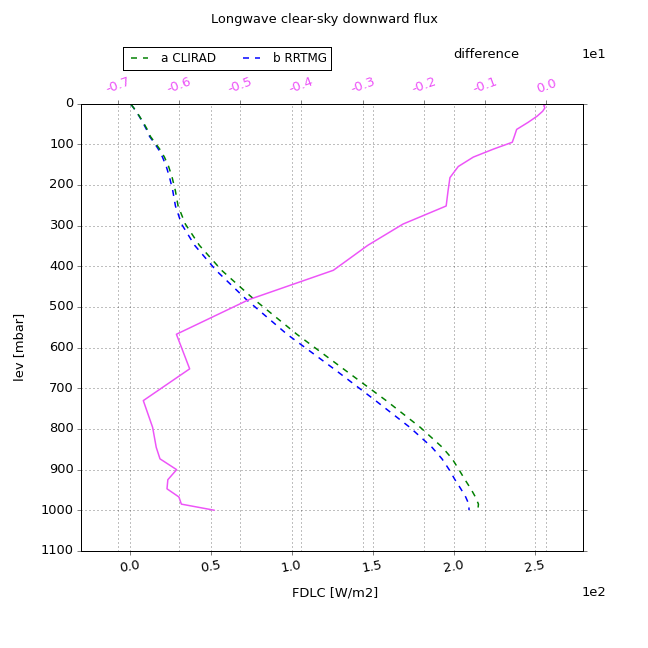 Longwave clear-sky downward flux
a CLIRAD b RRTMG difference 1e1
-0.7 -0.6 -0.5 -0.4 -0.3 -0.2 -0.1 0.0
0
100
200
300
400
500
600
700
800
900
1000
1100
lev [mbar]
0.0 0.5 1.0 1.5 2.0 2.5
FDLC [W/m2] 1e2